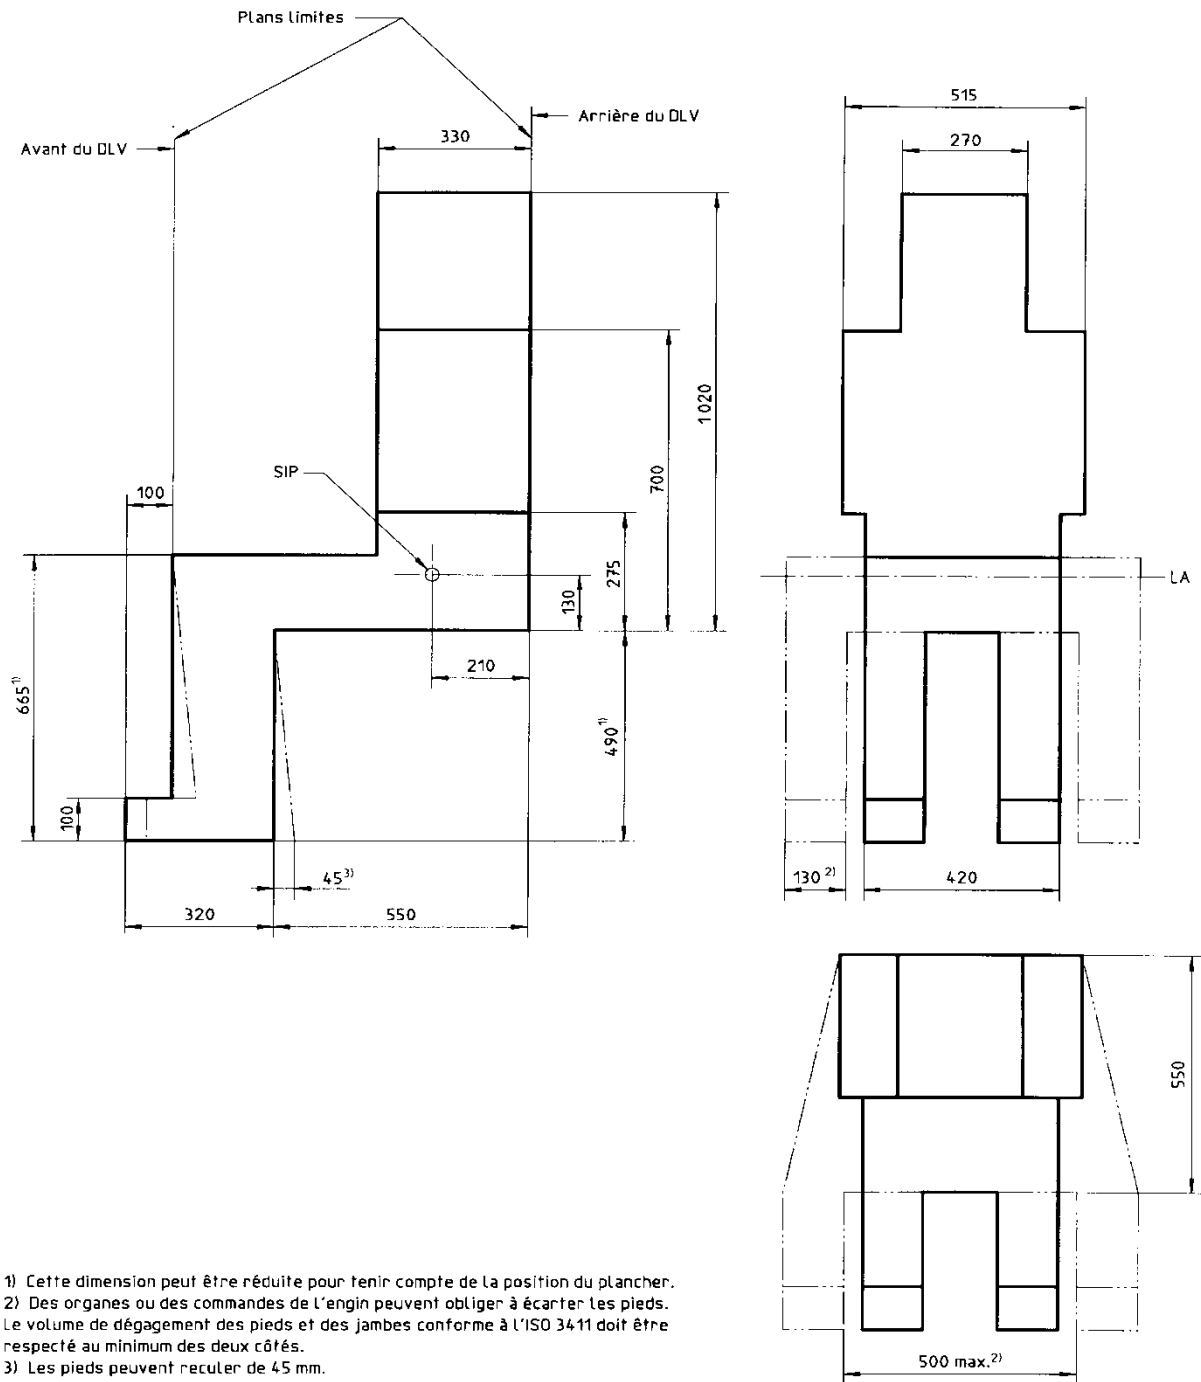 Plans limites
Arrière du DLV
Avant du DLV
330
515
270
1 020
700
SIP
100
275
130
LA
210
665¹⁾
490¹⁾
100
45³⁾
130 ²⁾
420
320
550
550
500 max.²⁾
1) Cette dimension peut être réduite pour tenir compte de la position du plancher.
2) Des organes ou des commandes de l'engin peuvent obliger à écarter les pieds.
Le volume de dégagement des pieds et des jambes conforme à l'ISO 3411 doit être
respecté au minimum des deux côtés.
3) Les pieds peuvent reculer de 45 mm.